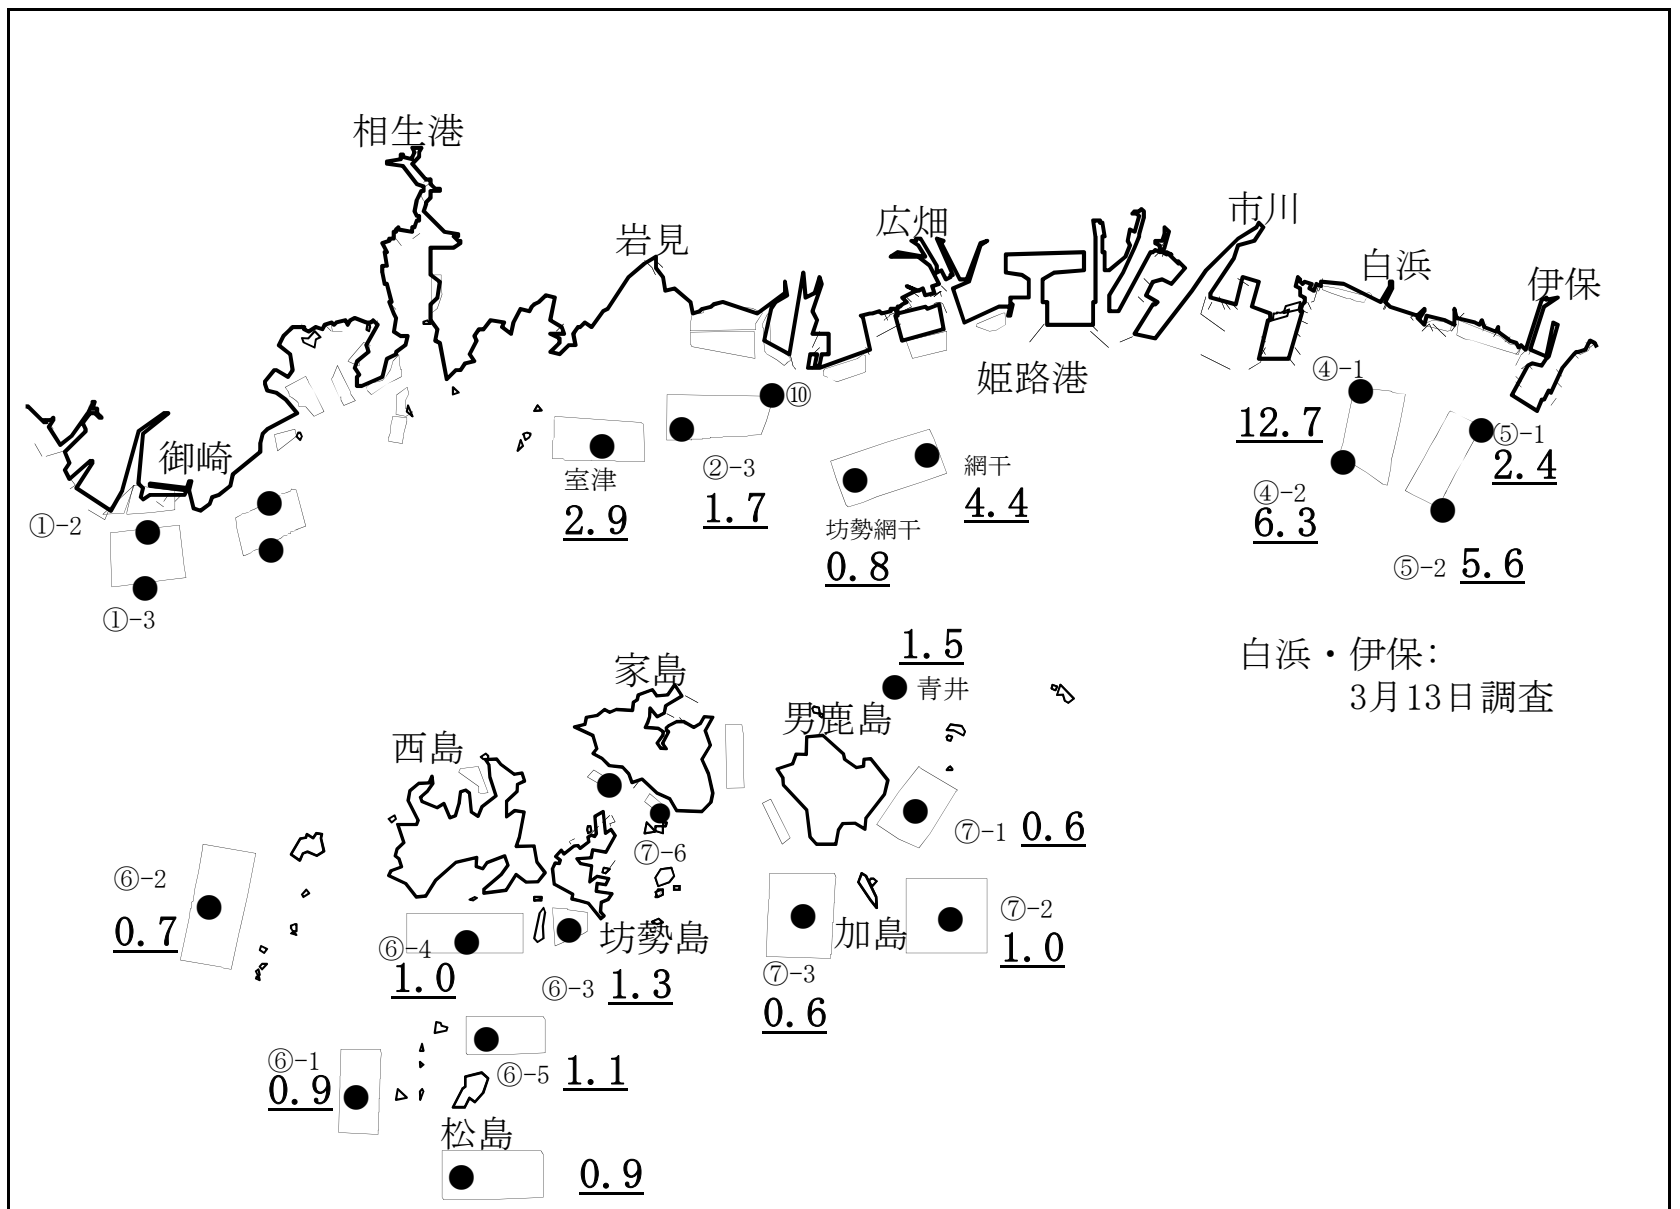 相生港
市川
広畑
岩見
白浜
伊保
④-1
姫路港
⑩
12.7
⑤-1
御崎
網干
②-3
2.4
室津
④-2
4.4
1.7
2.9
6.3
①-2
坊勢網干
0.8
⑤-2 5.6
①-3
1.5
白浜・伊保:
3月13日調査
家島
青井
男鹿島
西島
⑦-1 0.6
⑦-6
⑥-2
⑦-2
0.7
加島
坊勢島
⑥-4
1.0
⑦-3
1.0
⑥-3 1.3
0.6
⑥-1
⑥-5 1.1
0.9
松島
0.9